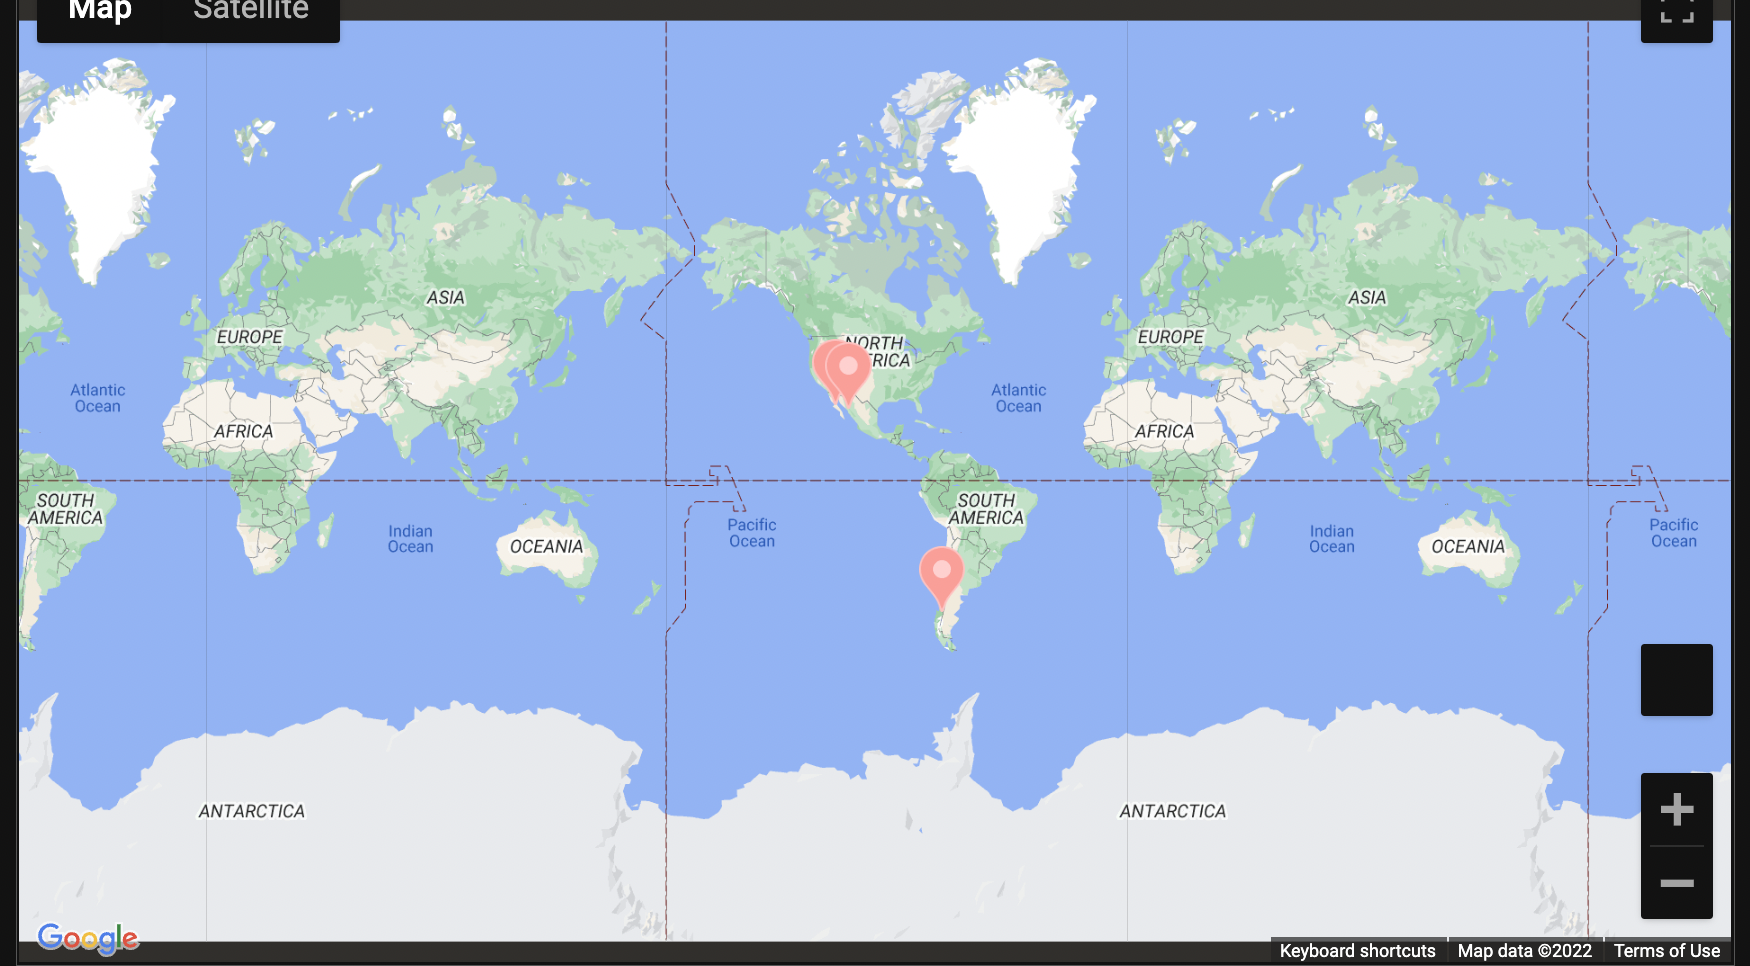 Map
Satellite
ASIA
ASIA
EUROPE
NORTH
ERICA
EUROPE
Atlantic
Ocean
Atlantic
Ocean
AFRICA
AFRICA
SOUTH
AMERICA
SOUTH
AMERICA
Indian
Ocean
OCEANIA
Pacific
Ocean
Indian
Ocean
OCEANIA
Pacific
Ocean
ANTARCTICA
ANTARCTICA
Google
Keyboard shortcuts
Map data ©2022
Terms of Use